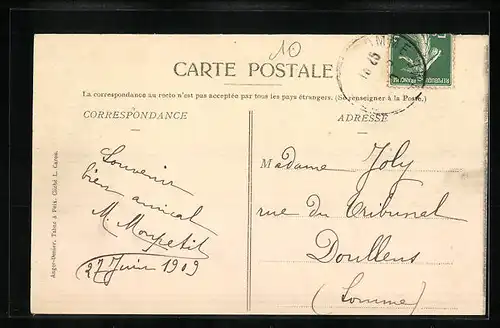 10
CARTE POSTALE
La correspondance au recto n'est pas acceptée par tous les pays étrangers. (Se renseigner à la Poste.)
CORRESPONDANCE
Souvenir
bien amical
M. Monpetit
27 Juin 1909
ADRESSE
Madame Joly
rue du Tribunal
Doullens
(Somme)